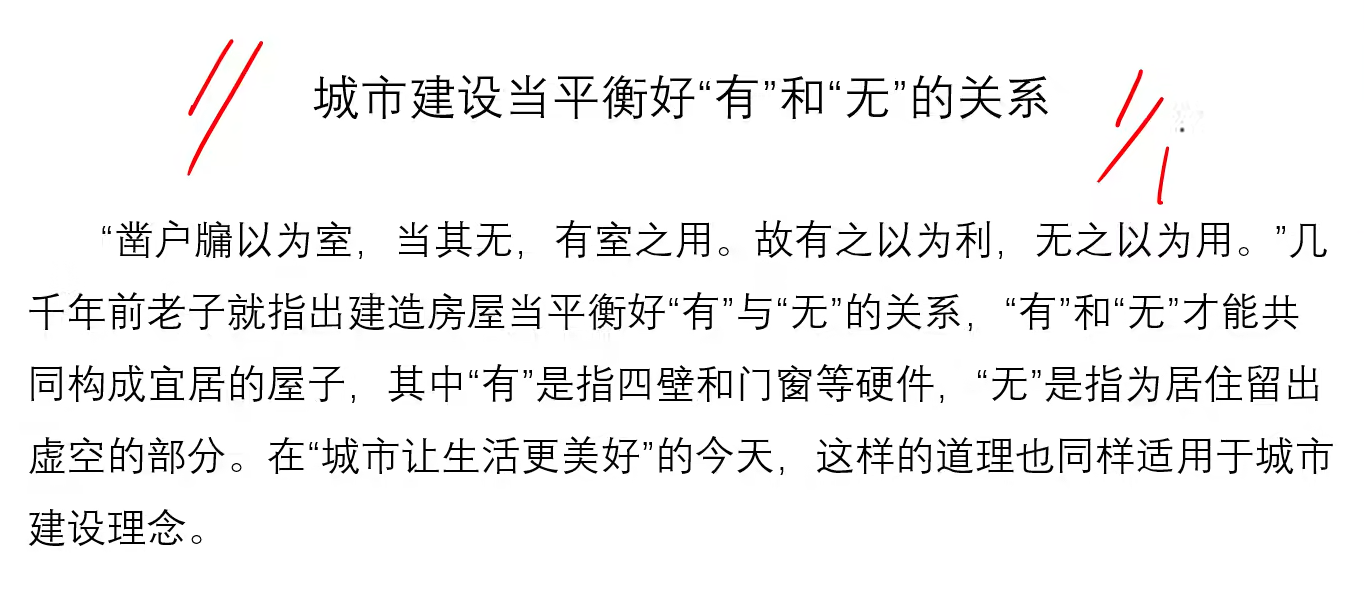 城市建设当平衡好“有”和“无”的关系
“凿户牖以为室，当其无，有室之用。故有之以为利，无之以为用。”几
千年前老子就指出建造房屋当平衡好“有”与“无”的关系，“有”和“无”才能共
同构成宜居的屋子，其中“有”是指四壁和门窗等硬件，“无”是指为居住留出
虚空的部分。在“城市让生活更美好”的今天，这样的道理也同样适用于城市
建设理念。